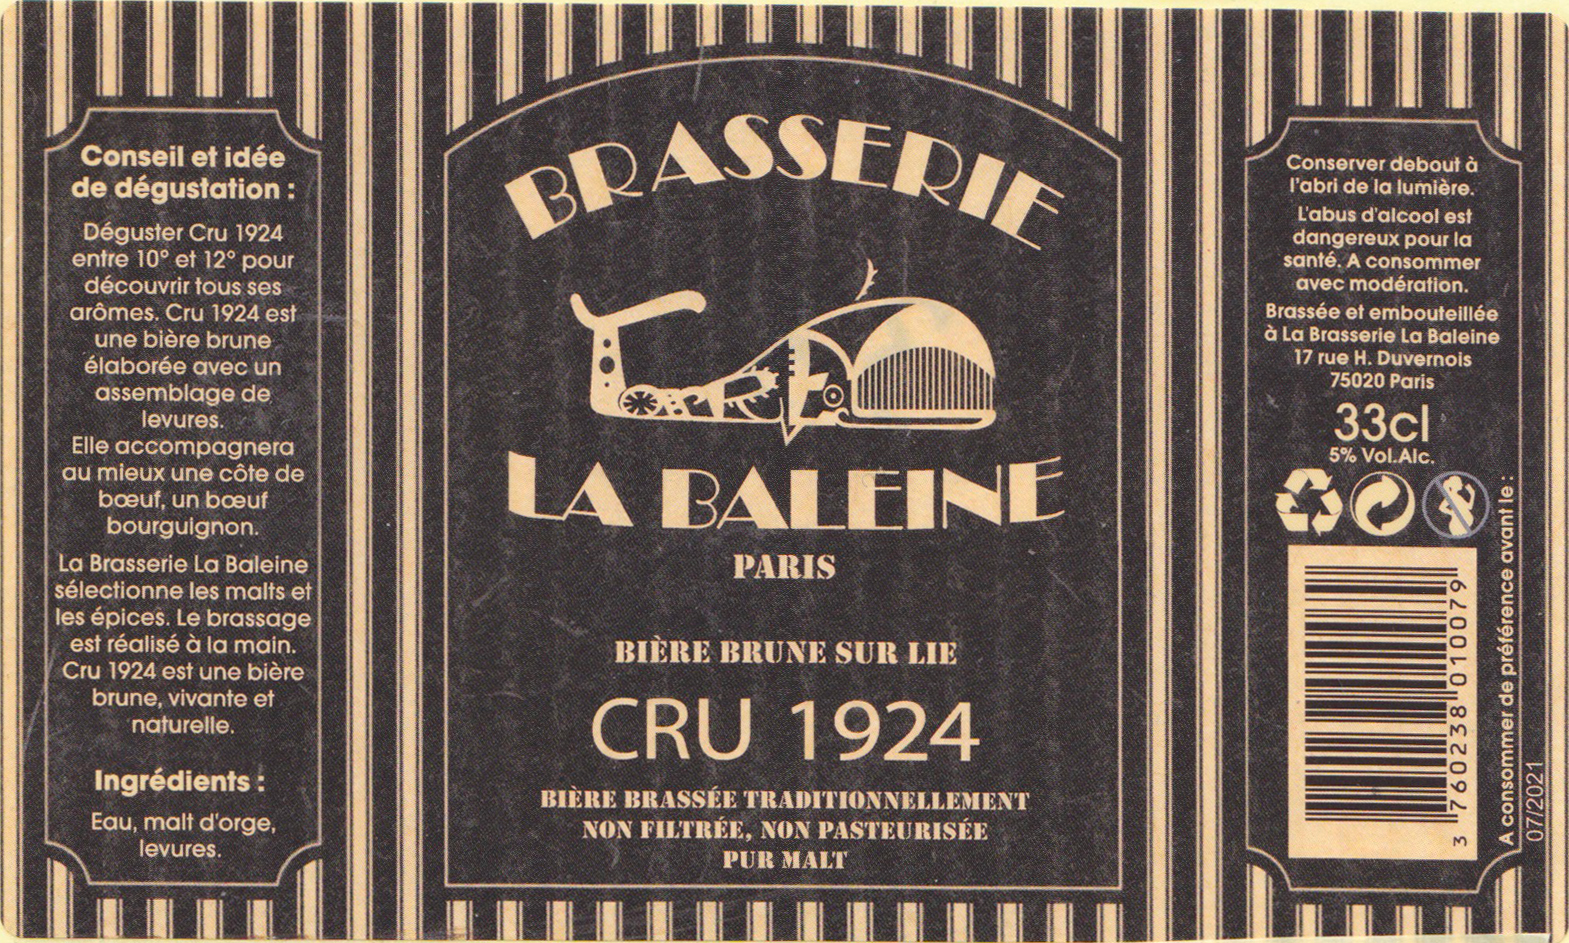 Conseil et idée
de dégustation :
Déguster Cru 1924
entre 10° et 12° pour
découvrir tous ses
arômes. Cru 1924 est
une bière brune
élaborée avec un
assemblage de
levures.
Elle accompagnera
au mieux une côte de
bœuf, un bœuf
bourguignon.
La Brasserie La Baleine
sélectionne les malts et
les épices. Le brassage
est réalisé à la main.
Cru 1924 est une bière
brune, vivante et
naturelle.
Ingrédients :
Eau, malt d'orge,
levures.
BRASSERIE
LA BALEINE
PARIS
BIÈRE BRUNE SUR LIE
CRU 1924
BIÈRE BRASSÉE TRADITIONNELLEMENT
NON FILTRÉE, NON PASTEURISÉE
PUR MALT
Conserver debout à
l'abri de la lumière.
L'abus d'alcool est
dangereux pour la
santé. A consommer
avec modération.
Brassée et embouteillée
à La Brasserie La Baleine
17 rue H. Duvernois
75020 Paris
33cl
5% Vol.Alc.
3 760238 010079
A consommer de préférence avant le :
07/2021